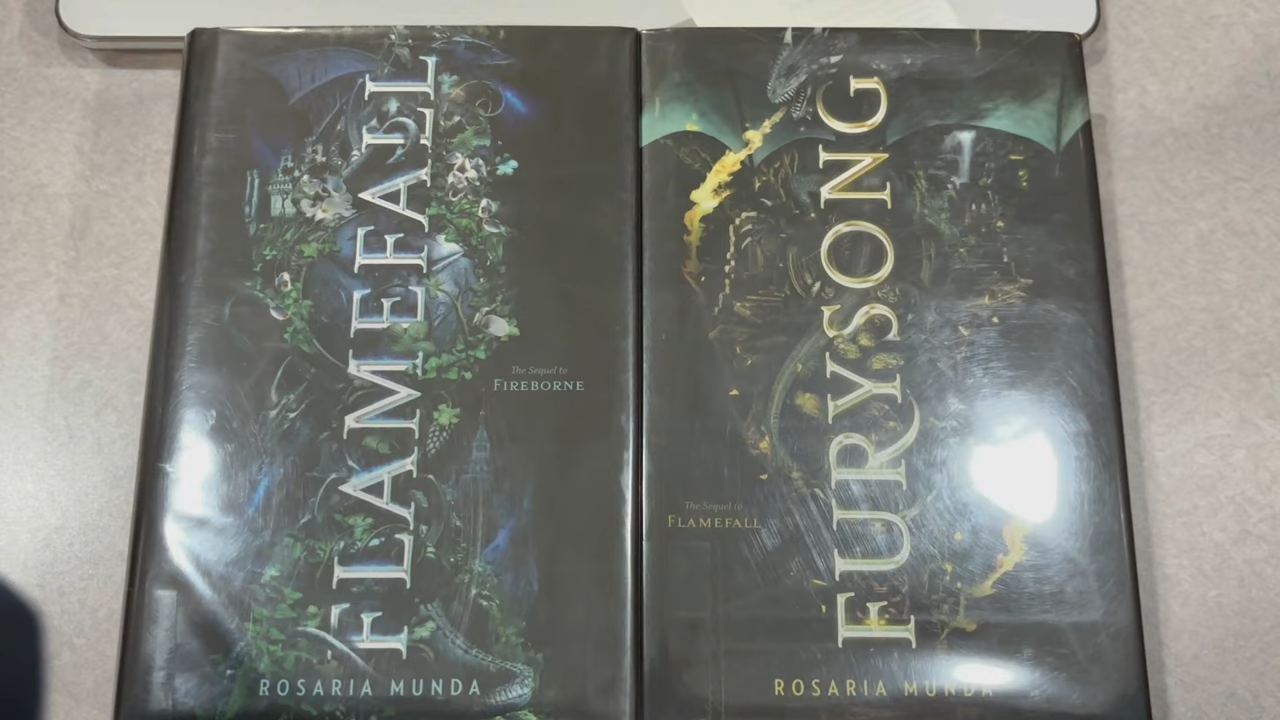 FLAMEFALL
The Sequel to
FIREBORNE
ROSARIA MUNDA
FURYSONG
The Sequel to
FLAMEFALL
ROSARIA MUNDA